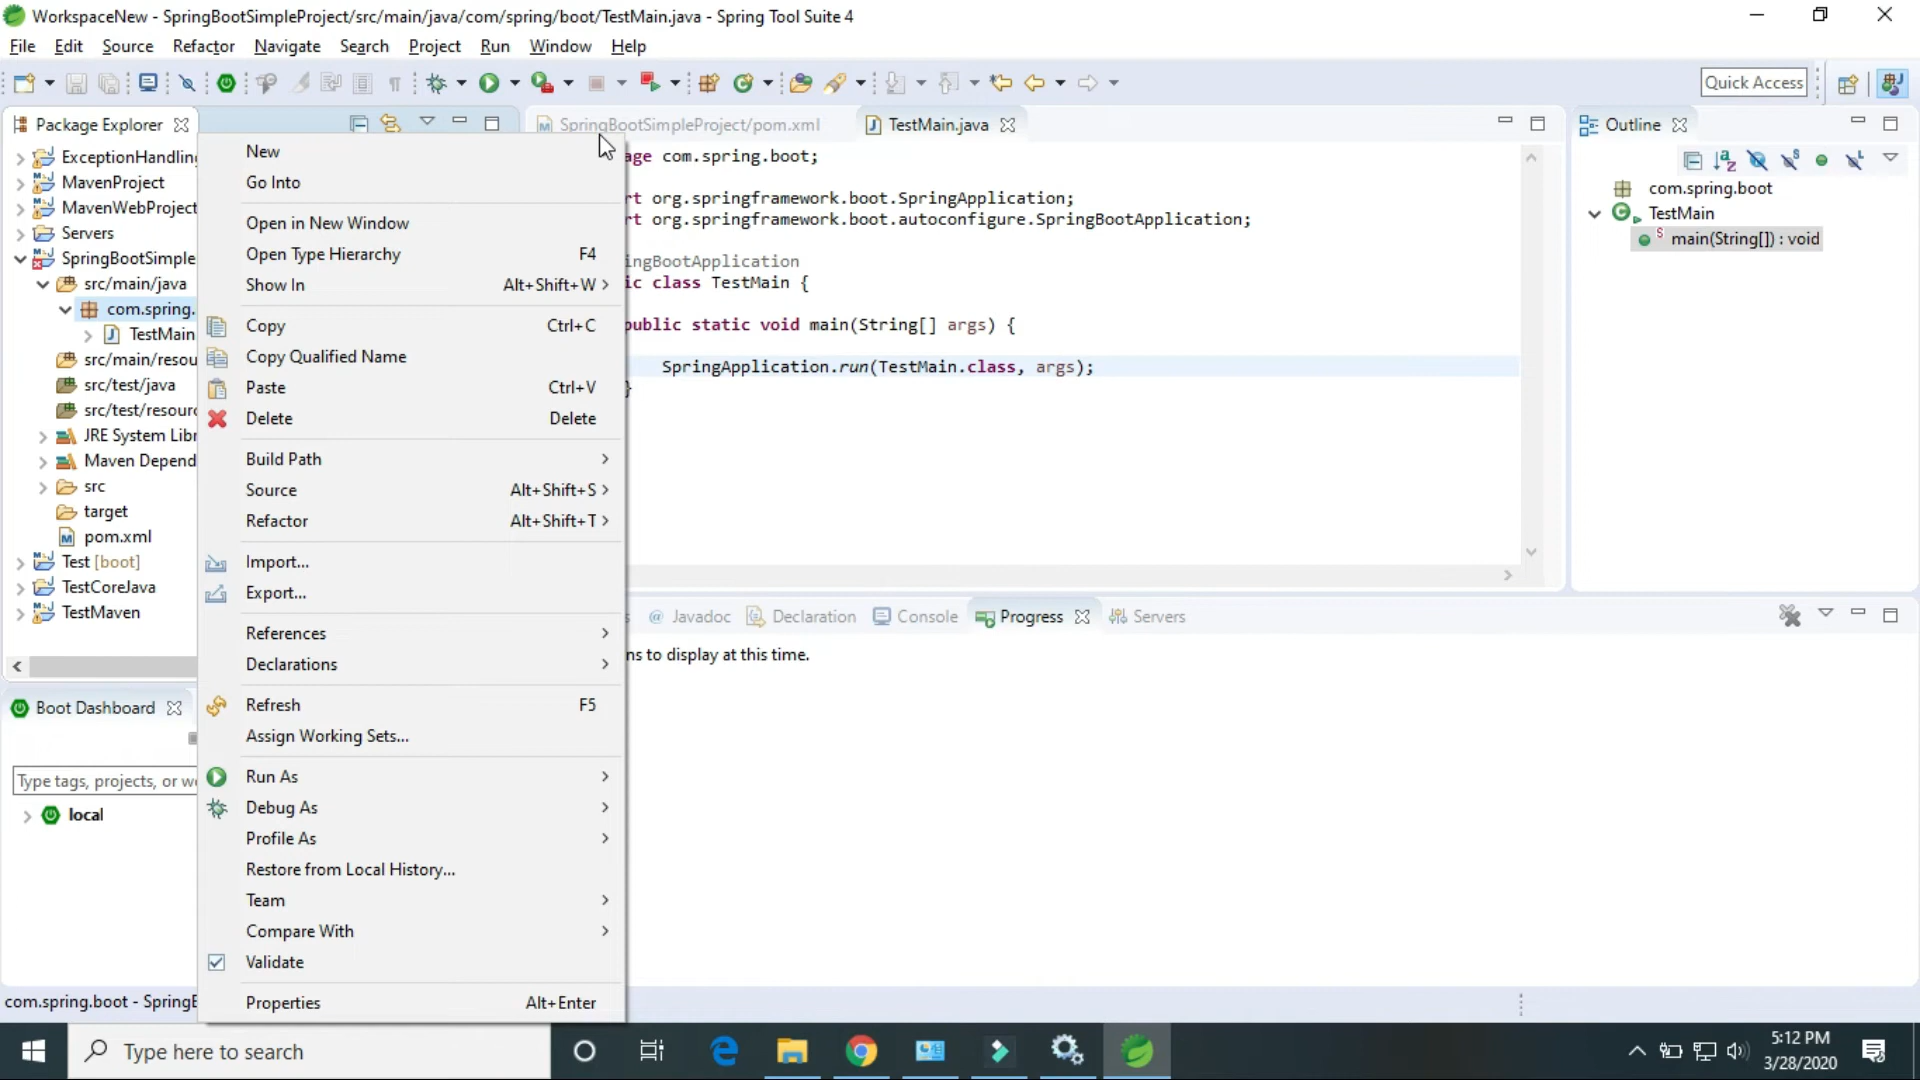 WorkspaceNew - SpringBootSimpleProject/src/main/java/com/spring/boot/TestMain.java - Spring Tool Suite 4
File Edit Source Refactor Navigate Search Project Run Window Help
Quick Access
Package Explorer
ExceptionHandling
MavenProject
MavenWebProject
Servers
SpringBootSimple
src/main/java
com.spring.
TestMain
src/main/resou
src/test/java
src/test/resour
JRE System Libr
Maven Depend
src
target
pom.xml
Test [boot]
TestCoreJava
TestMaven
Boot Dashboard
Type tags, projects, or w
local
com.spring.boot - Spring
New
Go Into
Open in New Window
Open Type Hierarchy F4
Show In Alt+Shift+W
Copy Ctrl+C
Copy Qualified Name
Paste Ctrl+V
Delete Delete
Build Path
Source Alt+Shift+S
Refactor Alt+Shift+T
Import...
Export...
References
Declarations
Refresh F5
Assign Working Sets...
Run As
Debug As
Profile As
Restore from Local History...
Team
Compare With
Validate
Properties Alt+Enter
SpringBootSimpleProject/pom.xml
TestMain.java
age com.spring.boot;
rt org.springframework.boot.SpringApplication;
rt org.springframework.boot.autoconfigure.SpringBootApplication;
ingBootApplication
ic class TestMain {
public static void main(String[] args) {
SpringApplication.run(TestMain.class, args);
}
Javadoc Declaration Console Progress Servers
ns to display at this time.
Outline
com.spring.boot
TestMain
main(String[]) : void
Type here to search
5:12 PM
3/28/2020